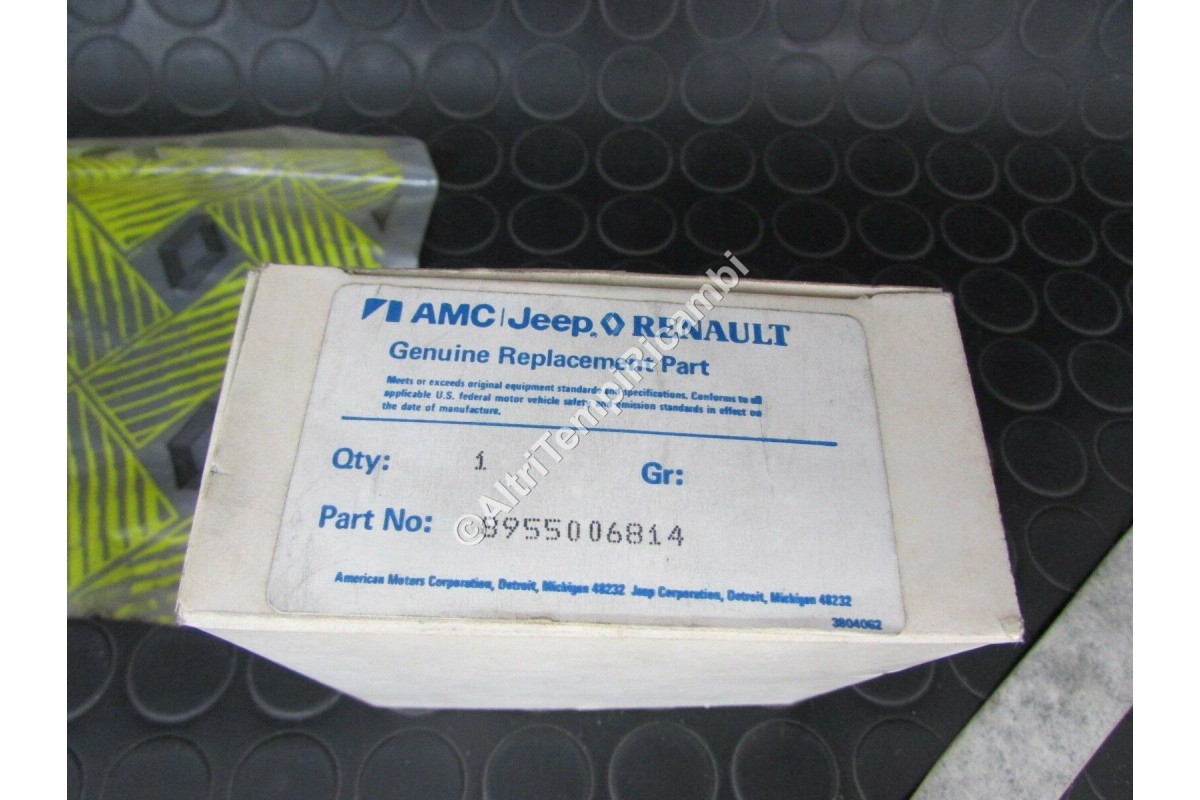 AMC | Jeep RENAULT
Genuine Replacement Part
Meets or exceeds original equipment standards and specifications. Conforms to all
applicable U.S. federal motor vehicle safety and emission standards in effect on
the date of manufacture.
Qty: 1 Gr:
Part No: 8955006814
American Motors Corporation, Detroit, Michigan 48232 Jeep Corporation, Detroit, Michigan 48232
3804062
©AltriTempiRicambi